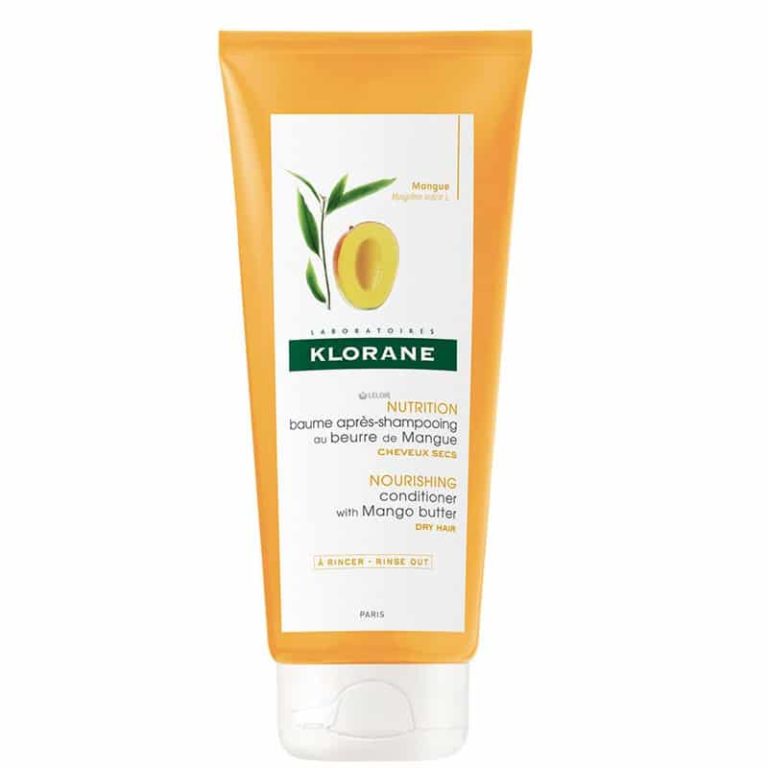 Mangue
LABORATOIRES
KLORANE
LELOIR
NUTRITION
baume après-shampooing
au beurre de Mangue
CHEVEUX SECS
NOURISHING
conditioner
with Mango butter
DRY HAIR
À RINCER - RINSE OUT
PARIS